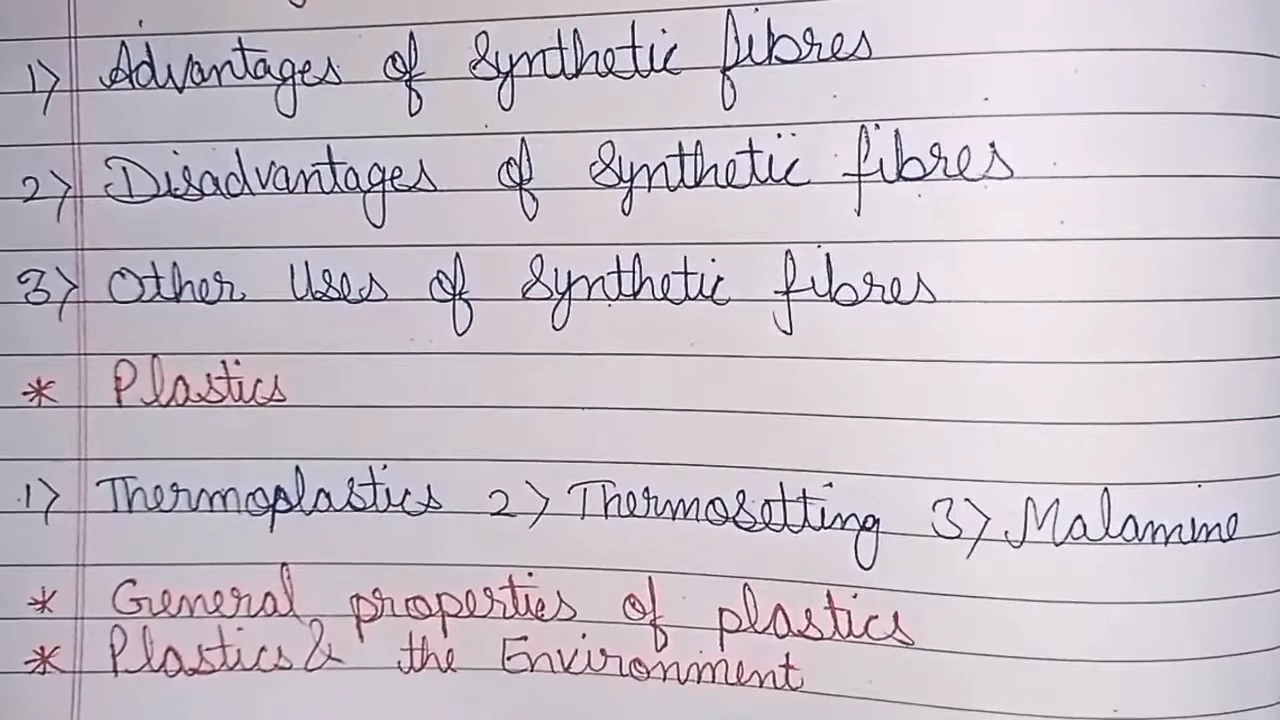 1) Advantages of Synthetic fibres
2) Disadvantages of Synthetic fibres
3) Other Uses of Synthetic fibres
* Plastics
1) Thermoplastics 2) Thermosetting 3) Malamine
* General properties of plastics
* Plastics & the Environment